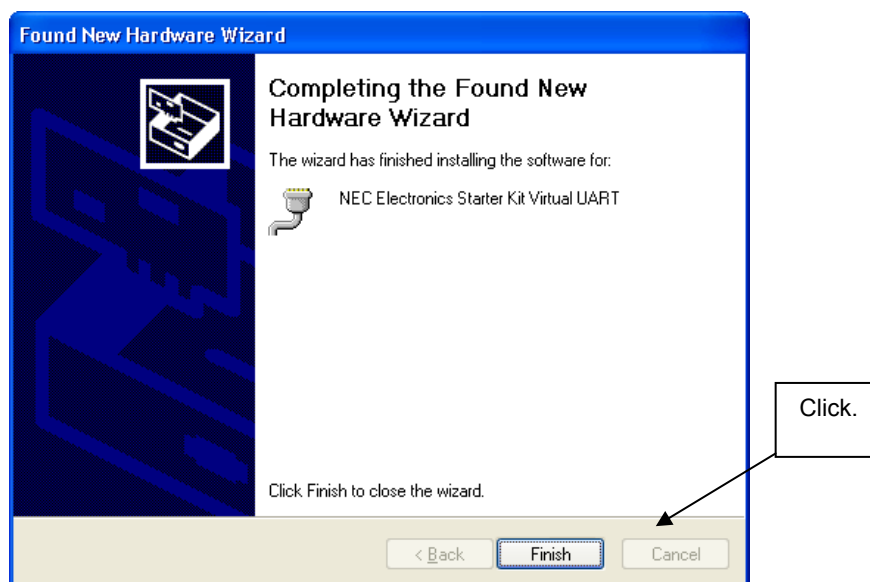 Found New Hardware Wizard
Completing the Found New
Hardware Wizard
The wizard has finished installing the software for:
NEC Electronics Starter Kit Virtual UART
Click.
Click Finish to close the wizard.
< Back
Finish
Cancel